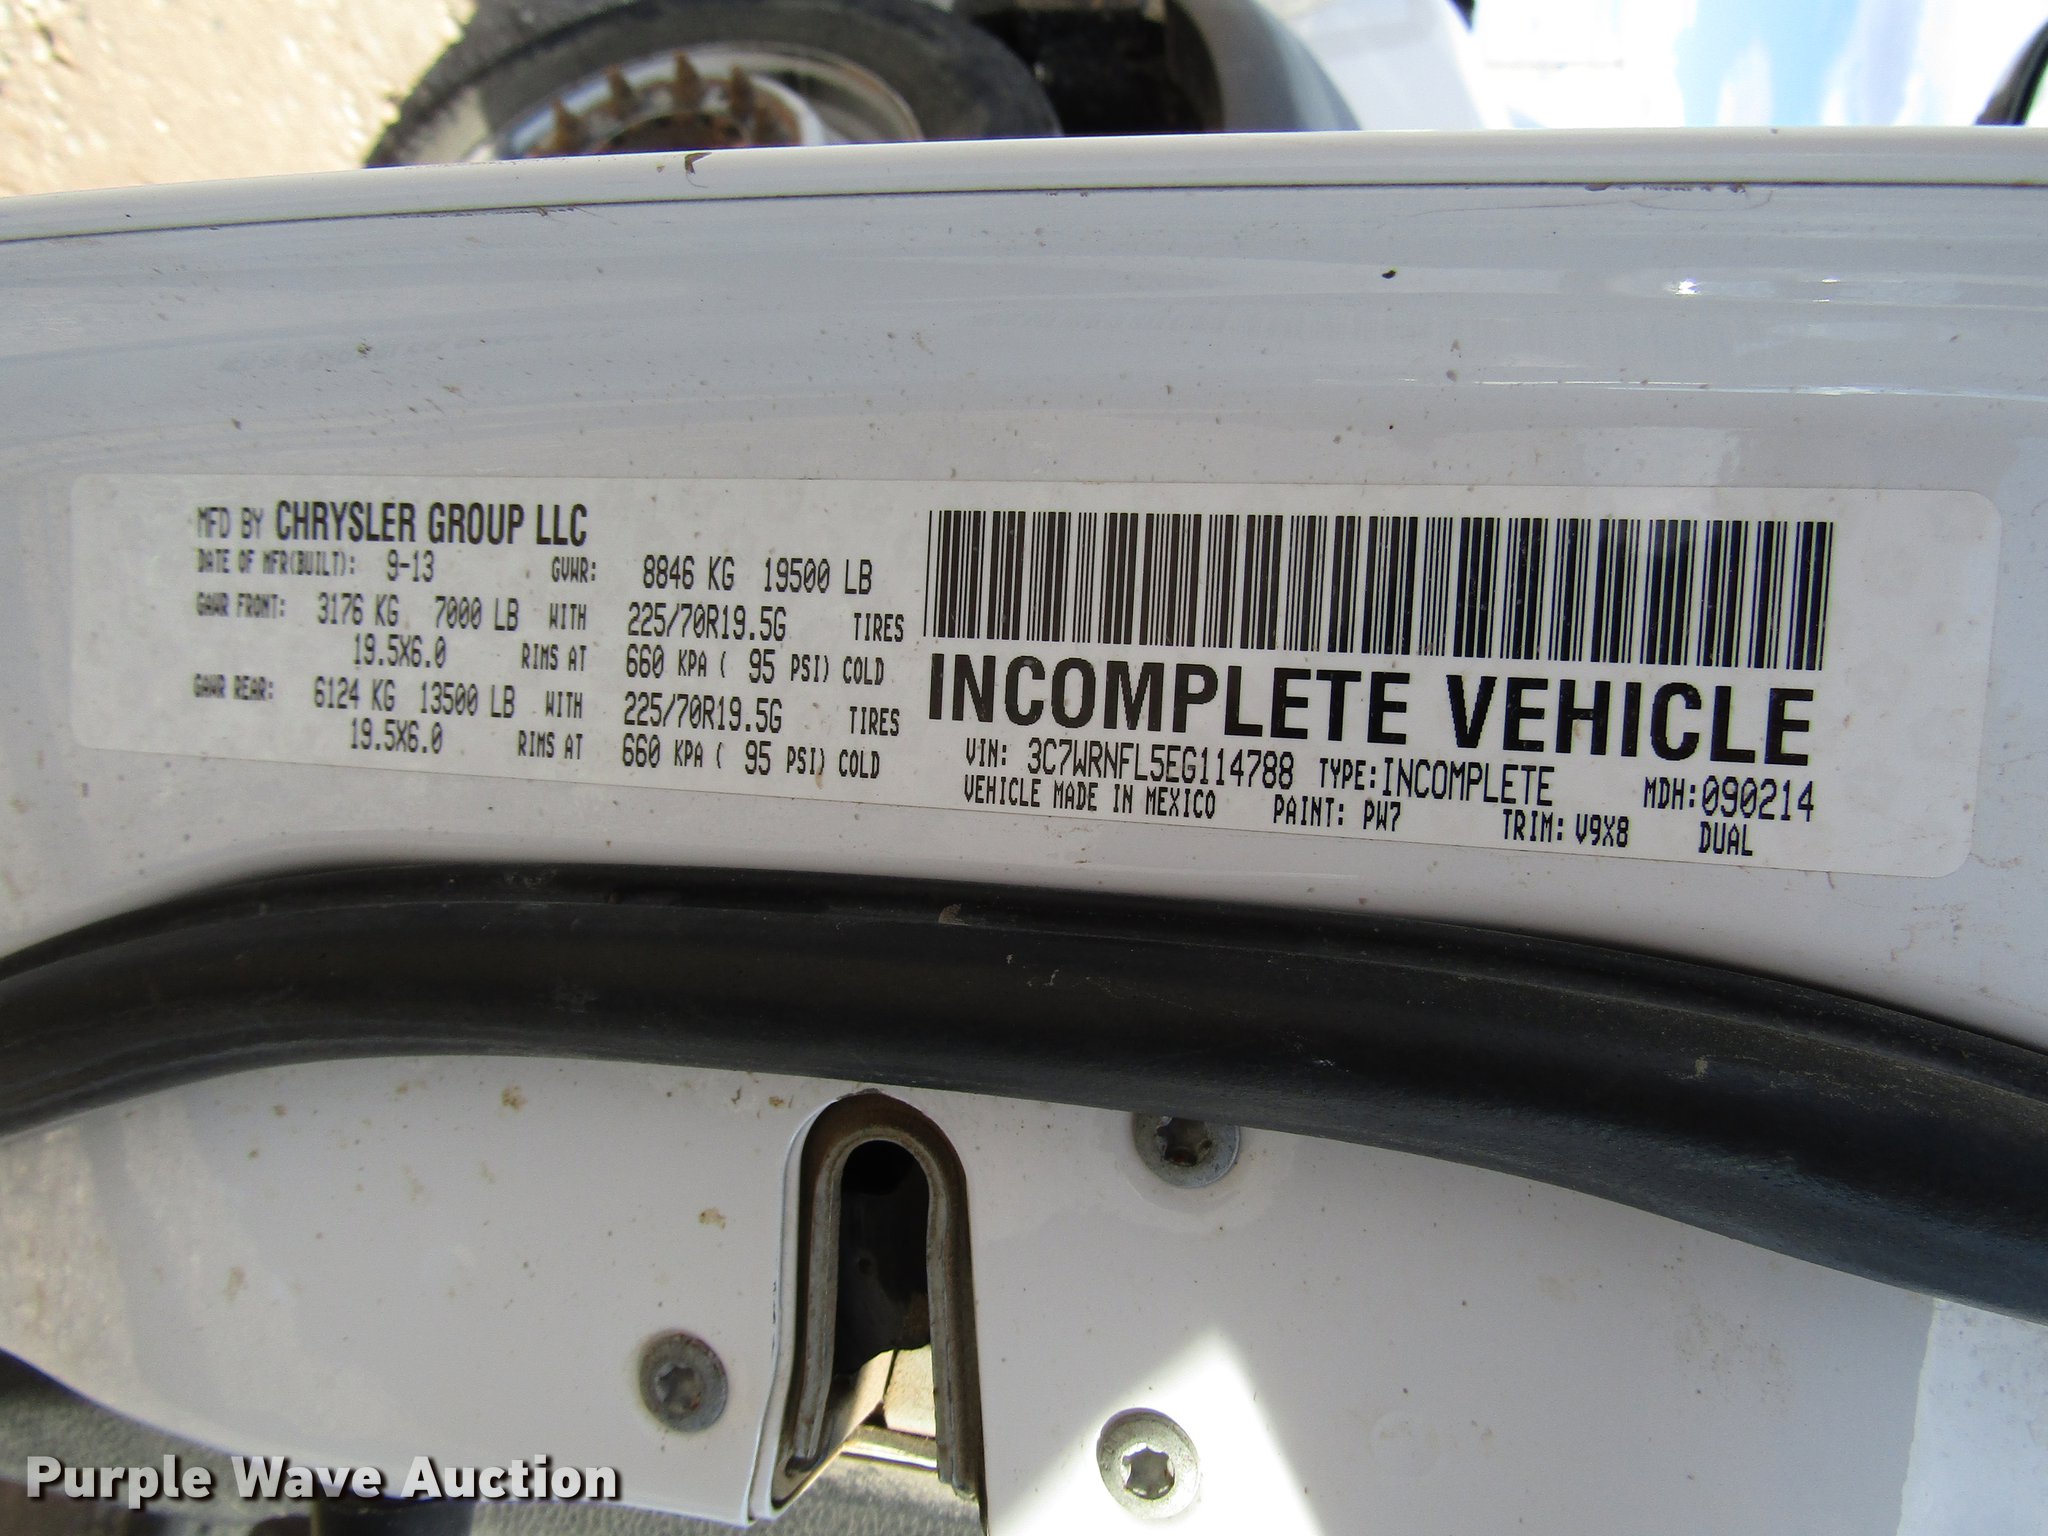 MFD BY CHRYSLER GROUP LLC
DATE OF MFR(BUILT): 9-13 GVWR: 8846 KG 19500 LB
GAWR FRONT: 3176 KG 7000 LB WITH 225/70R19.5G TIRES
19.5X6.0 RIMS AT 660 KPA ( 95 PSI) COLD
GAWR REAR: 6124 KG 13500 LB WITH 225/70R19.5G TIRES
19.5X6.0 RIMS AT 660 KPA ( 95 PSI) COLD
INCOMPLETE VEHICLE
VIN: 3C7WRNFL5EG114788 TYPE: INCOMPLETE MDH: 090214
VEHICLE MADE IN MEXICO PAINT: PW7 TRIM: V9X8 DUAL
Purple Wave Auction